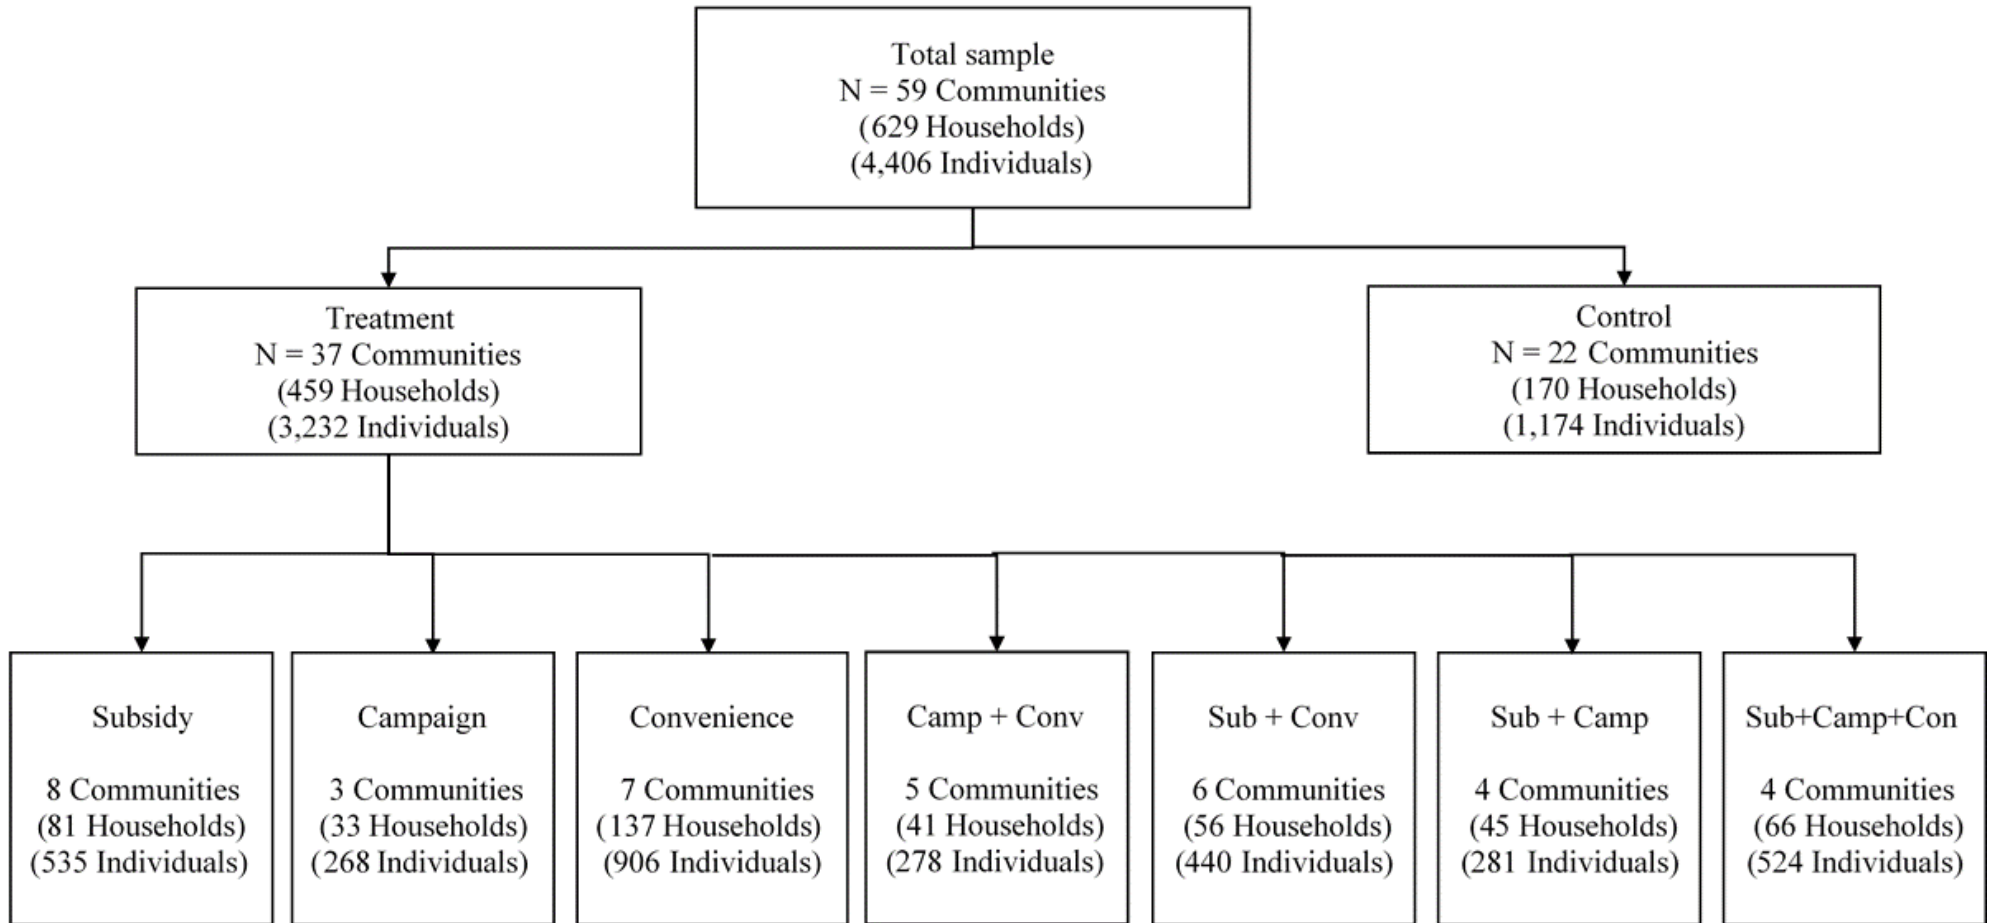 Total sample
N = 59 Communities
(629 Households)
(4,406 Individuals)
Treatment
N = 37 Communities
(459 Households)
(3,232 Individuals)
Control
N = 22 Communities
(170 Households)
(1,174 Individuals)
Subsidy
8 Communities
(81 Households)
(535 Individuals)
Campaign
3 Communities
(33 Households)
(268 Individuals)
Convenience
7 Communities
(137 Households)
(906 Individuals)
Camp + Conv
5 Communities
(41 Households)
(278 Individuals)
Sub + Conv
6 Communities
(56 Households)
(440 Individuals)
Sub + Camp
4 Communities
(45 Households)
(281 Individuals)
Sub+Camp+Con
4 Communities
(66 Households)
(524 Individuals)